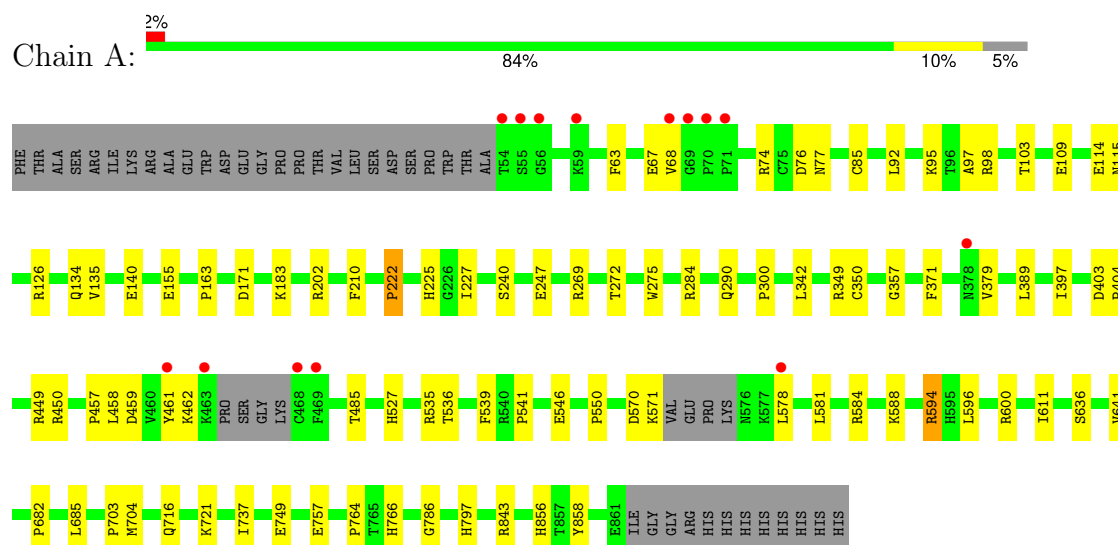 2%
Chain A:
84% 10% 5%
PHE THR ALA SER ARG ILE LYS ARG ALA GLU TRP ASP GLY GLY PRO PRO THR VAL LEU SER SER ASP SER PRO TRP THR ALA T54 S55 G56 K59 F63 E67 V68 G69 P70 P71 R74 C75 D76 N77 C85 L92 K95 T96 A97 R98 T103 E109 E114 N115
R126 Q134 V135 E140 E155 P163 D171 K183 R202 F210 P222 H225 G226 I227 S240 E247 R269 T272 W275 R284 Q290 P300 L342 R349 C350 G357 F371 N378 V379 L389 I397 D403
R449 R450 P457 L458 D459 V460 Y461 K462 K463 PRO SER GLY LYS C468 F469 T485 H527 R535 T536 F539 R540 P541 E546 P550 D570 K571 VAL GLU PRO LYS N576 K577 L578 L581 R584 K588 R594 H595 L596 R600 I611 S636 V641
P682 L685 P703 M704 Q716 K721 I737 E749 E757 P764 T765 H766 G786 H797 R843 H856 T857 Y858 E861 ILE GLY GLY ARG HIS HIS HIS HIS HIS HIS HIS HIS